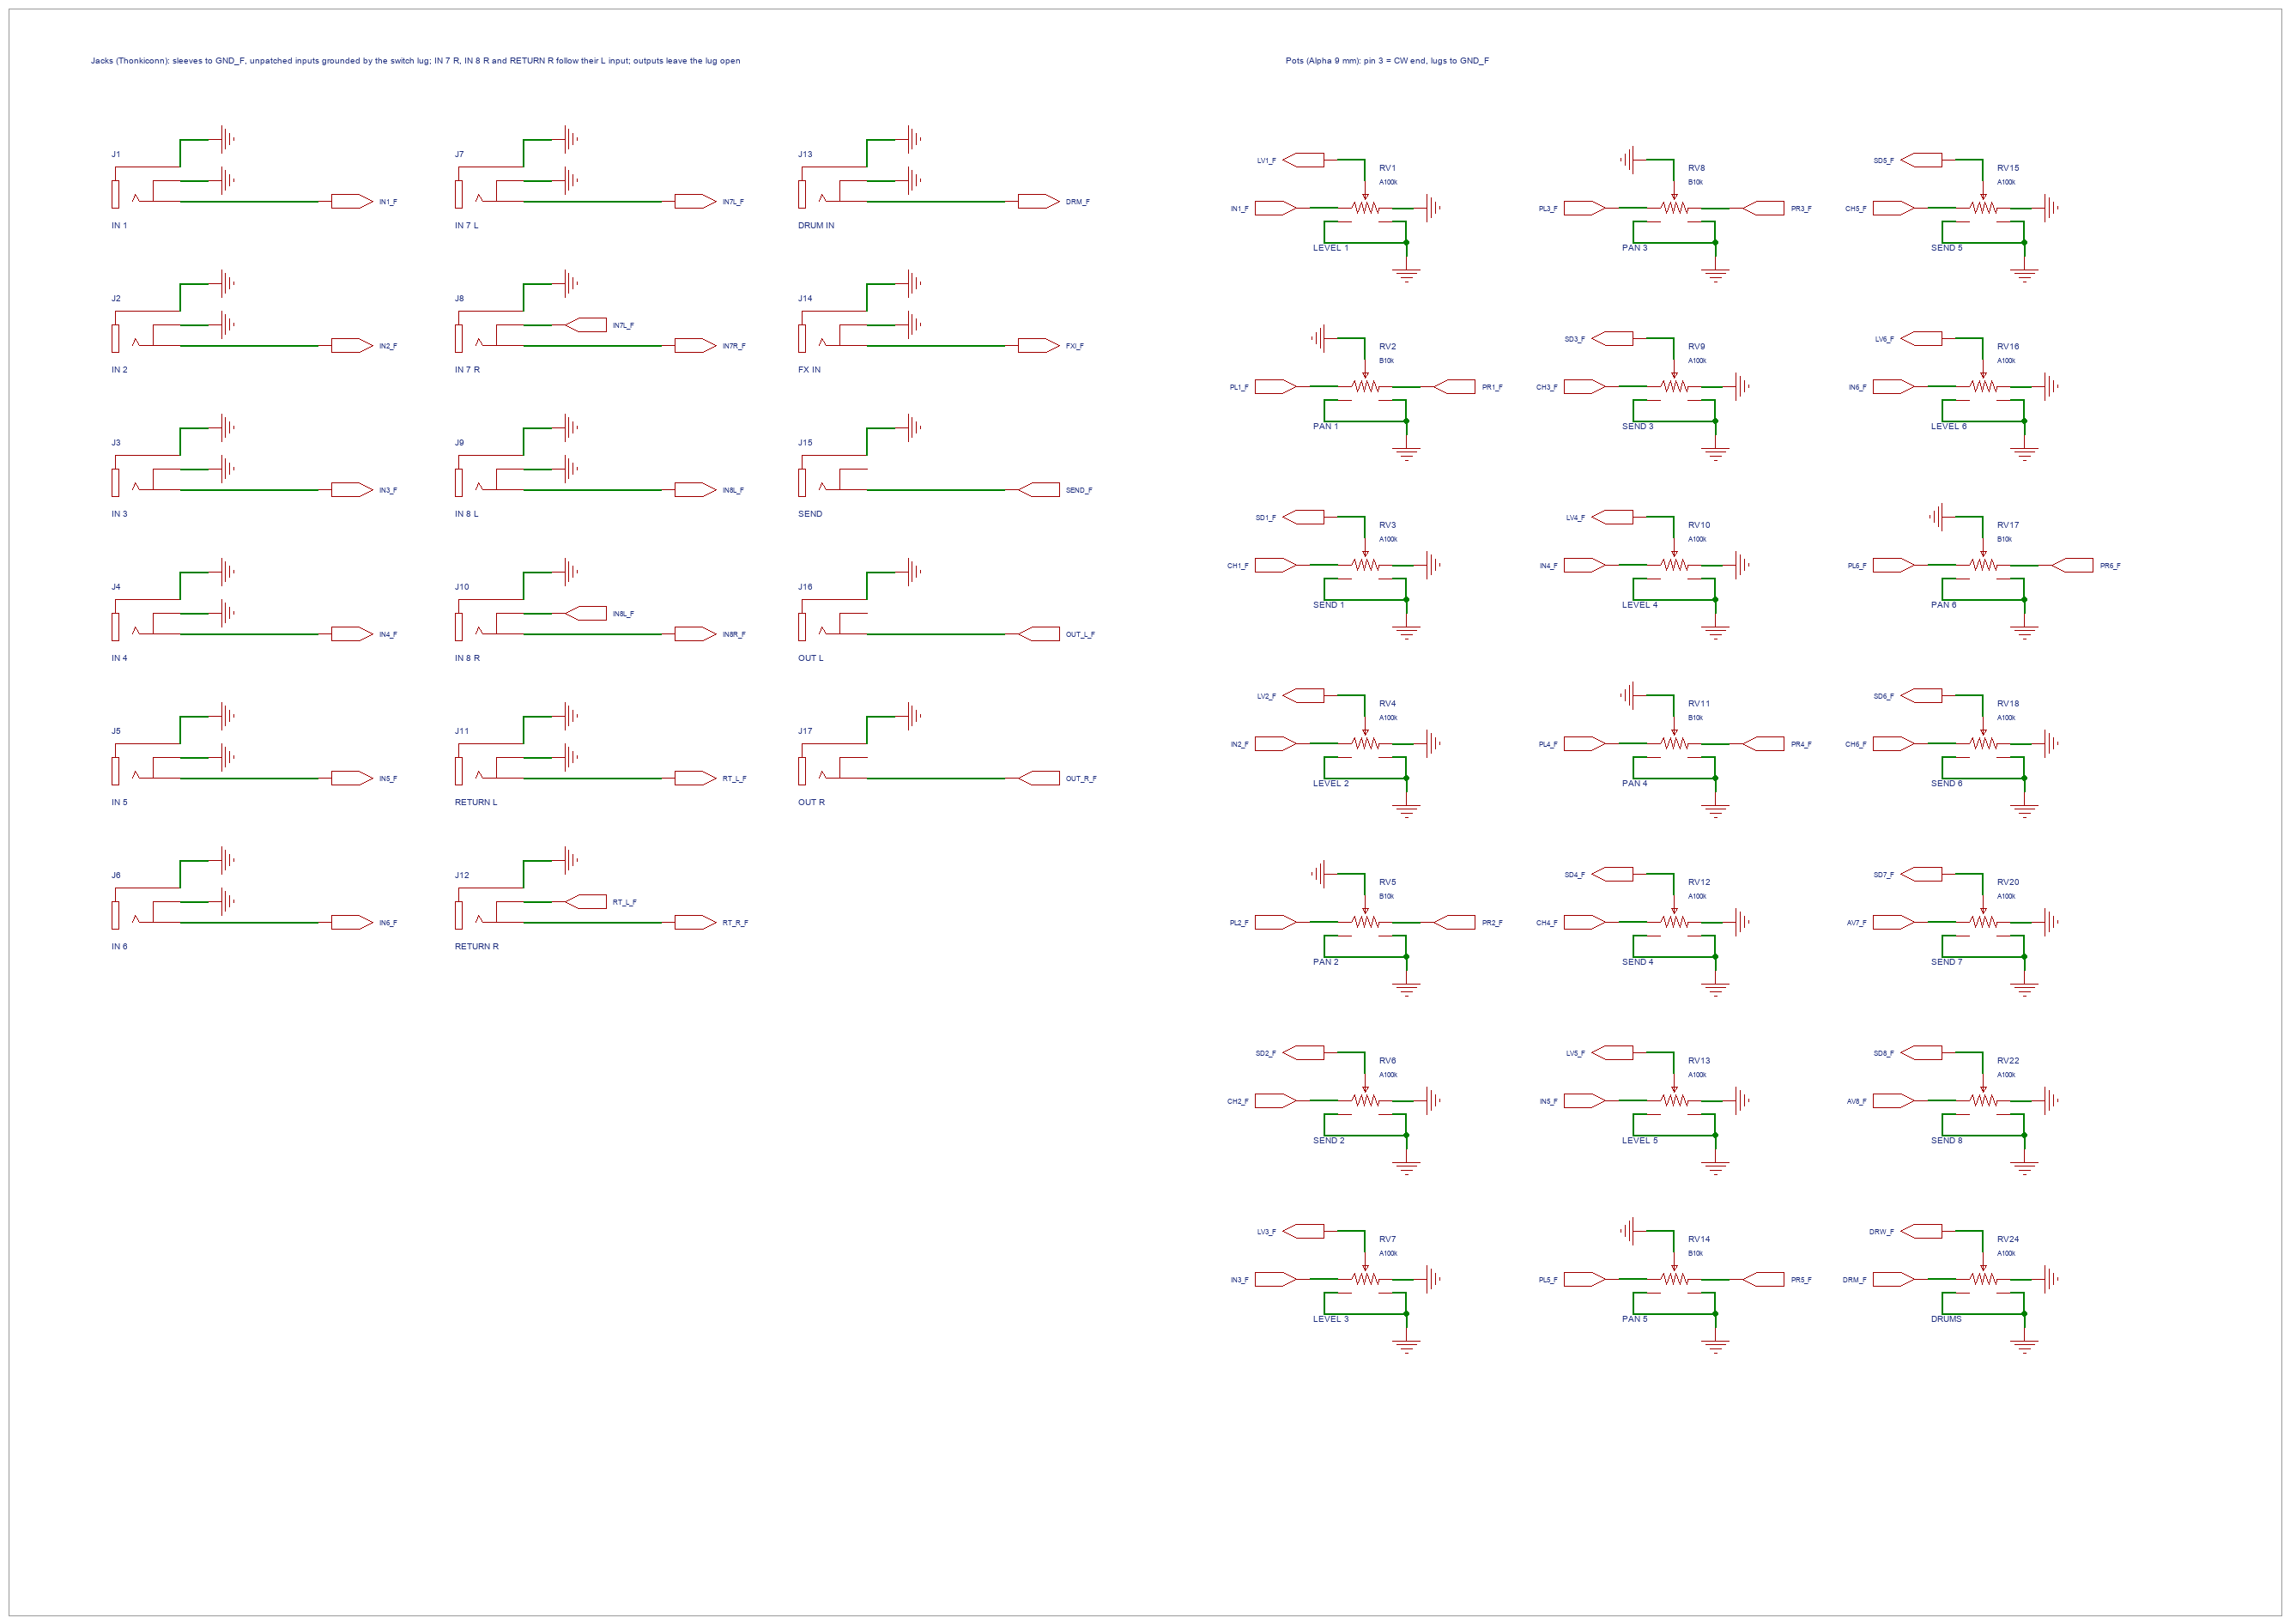 Jacks (Thonkiconn): sleeves to GND_F, unpatched inputs grounded by the switch lug; IN 7 R, IN 8 R and RETURN R follow their L input; outputs leave the lug open
J1
IN1_F
IN 1
J2
IN2_F
IN 2
J3
IN3_F
IN 3
J4
IN4_F
IN 4
J5
IN5_F
IN 5
J6
IN6_F
IN 6
J7
IN7L_F
IN 7 L
J8
IN7L_F
IN7R_F
IN 7 R
J9
IN8L_F
IN 8 L
J10
IN8L_F
IN8R_F
IN 8 R
J11
RT_L_F
RETURN L
J12
RT_L_F
RT_R_F
RETURN R
J13
DRM_F
DRUM IN
J14
FXI_F
FX IN
J15
SEND_F
SEND
J16
OUT_L_F
OUT L
J17
OUT_R_F
OUT R
Pots (Alpha 9 mm): pin 3 = CW end, lugs to GND_F
LV1_F
RV1
A100k
IN1_F
LEVEL 1
RV2
B10k
PL1_F
PR1_F
PAN 1
SD1_F
RV3
A100k
CH1_F
SEND 1
LV2_F
RV4
A100k
IN2_F
LEVEL 2
RV5
B10k
PL2_F
PR2_F
PAN 2
SD2_F
RV6
A100k
CH2_F
SEND 2
LV3_F
RV7
A100k
IN3_F
LEVEL 3
RV8
B10k
PL3_F
PR3_F
PAN 3
SD3_F
RV9
A100k
CH3_F
SEND 3
LV4_F
RV10
A100k
IN4_F
LEVEL 4
RV11
B10k
PL4_F
PR4_F
PAN 4
SD4_F
RV12
A100k
CH4_F
SEND 4
LV5_F
RV13
A100k
IN5_F
LEVEL 5
RV14
B10k
PL5_F
PR5_F
PAN 5
SD5_F
RV15
A100k
CH5_F
SEND 5
LV6_F
RV16
A100k
IN6_F
LEVEL 6
RV17
B10k
PL6_F
PR6_F
PAN 6
SD6_F
RV18
A100k
CH6_F
SEND 6
SD7_F
RV20
A100k
AV7_F
SEND 7
SD8_F
RV22
A100k
AV8_F
SEND 8
DRW_F
RV24
A100k
DRM_F
DRUMS